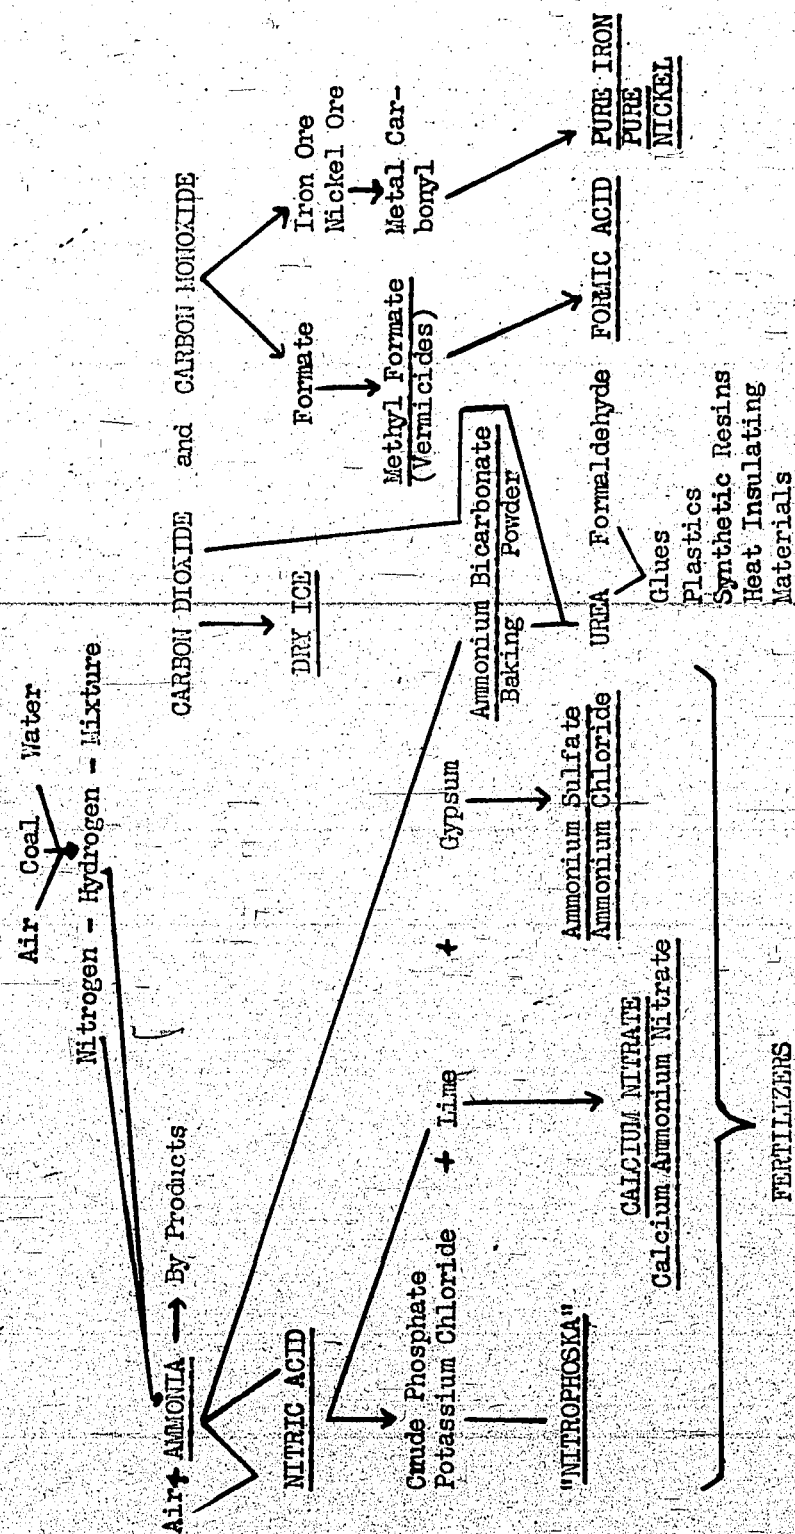 Air Coal Water
Nitrogen - Hydrogen - Mixture
Air + AMMONIA → By Products
CARBON DIOXIDE and CARBON MONOXIDE
NITRIC ACID
DRY ICE
Formate
Iron Ore
Nickel Ore
Methyl Formate
(Vermicides)
Metal Car-
bonyl
Cmude Phosphate
Potassium Chloride + Lime + Gypsum
Ammonium Bicarbonate
Baking Powder
"NITROPHOSKA"
CALCIUM NITRATE
Calcium Ammonium Nitrate
Ammonium Sulfate
Ammonium Chloride
UREA Formaldehyde
FORMIC ACID
PURE IRON
PURE
NICKEL
Glues
Plastics
Synthetic Resins
Heat Insulating
Materials
FERTILIZERS